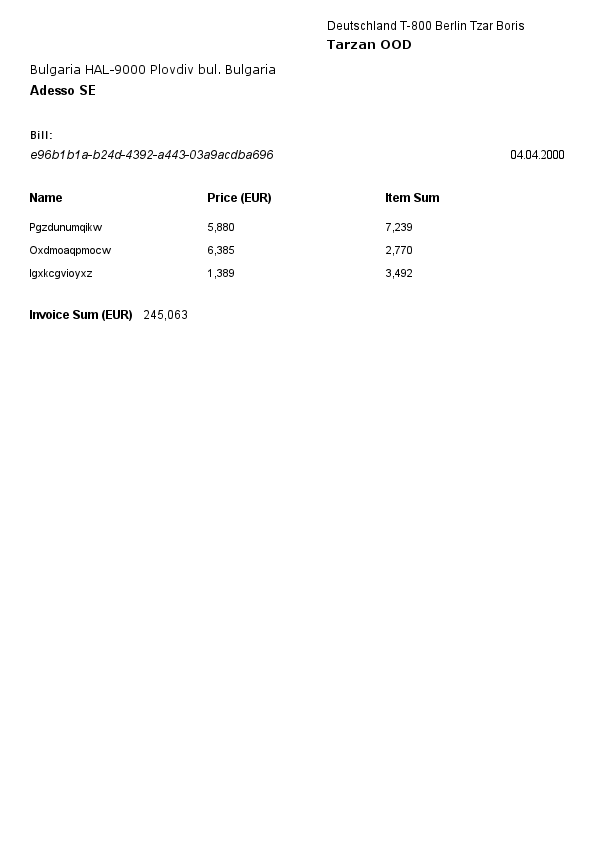 Deutschland T-800 Berlin Tzar Boris
Tarzan OOD
Bulgaria HAL-9000 Plovdiv bul. Bulgaria
Adesso SE
Bill:
e96b1b1a-b24d-4392-a443-03a9acdba696 04.04.2000
Name Price (EUR) Item Sum
Pgzdunumqikw 5,880 7,239
Oxdmoaqpmocw 6,385 2,770
Igxkcgvioyxz 1,389 3,492
Invoice Sum (EUR) 245,063